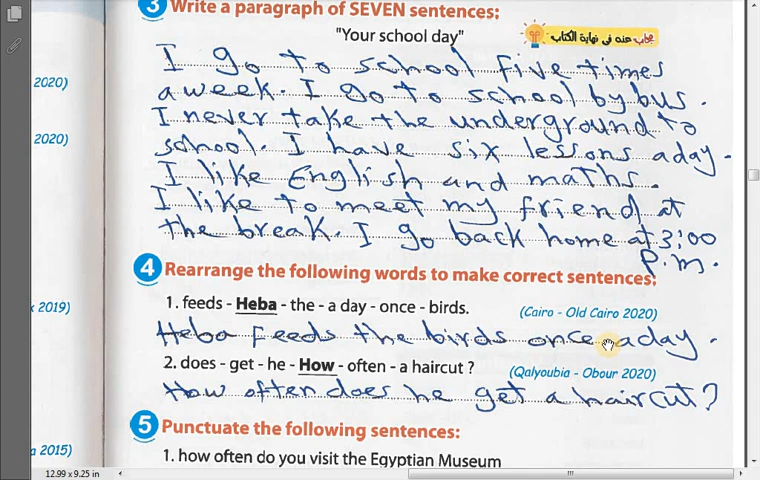 3 Write a paragraph of SEVEN sentences:
"Your school day"
يجاب عنه فى نهاية الكتاب
2020)
I go to school five times
a week. I go to school by bus.
2020)
I never take the underground to
school. I have six lessons a day.
I like English and maths.
I like to meet my friend at
the break. I go back home at 3:00
p.m.
4 Rearrange the following words to make correct sentences:
1. feeds - Heba - the - a day - once - birds.
(Cairo - Old Cairo 2020)
x 2019)
Heba feeds the birds once a day.
2. does - get - he - How - often - a haircut ?
(Qalyoubia - Obour 2020)
How often does he get a haircut?
5 Punctuate the following sentences:
a 2015)
1. how often do you visit the Egyptian Museum
12.99 x 9.25 in